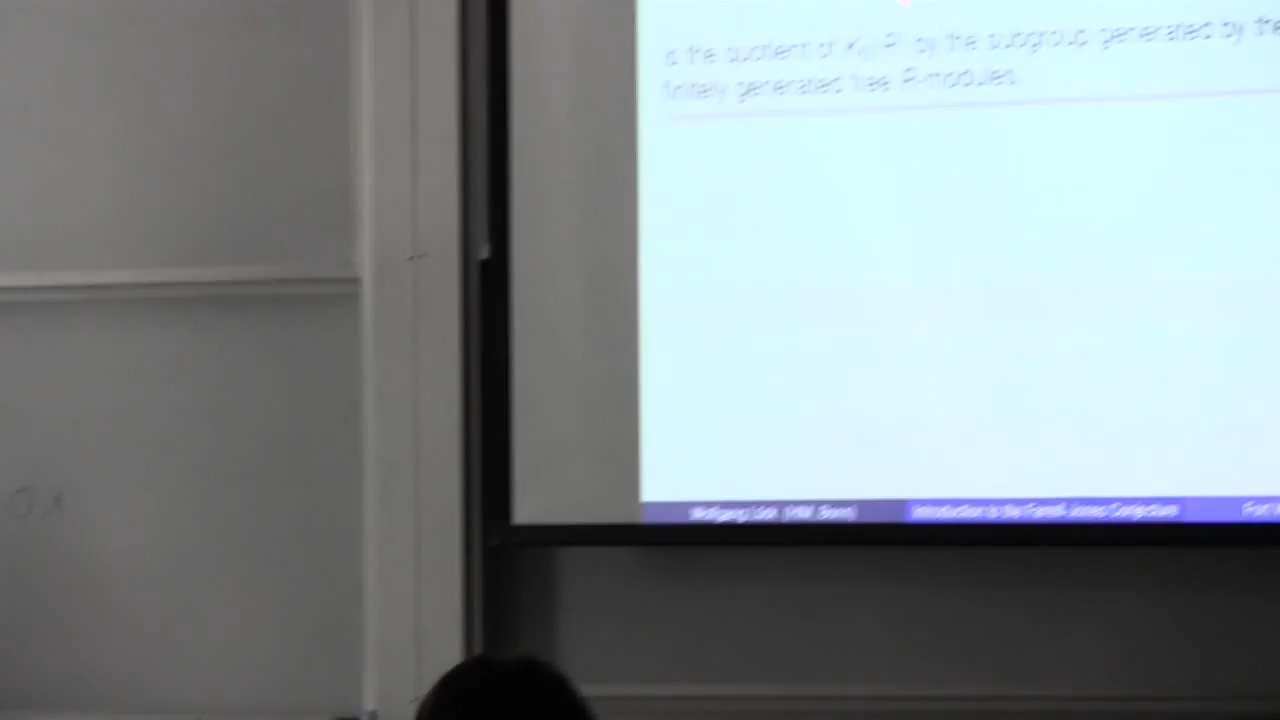 is the quotient of K₀(R) by the subgroup generated by the
finitely generated free R-modules.
Wolfgang Lück (HIM, Bonn) Introduction to the Farrell-Jones Conjecture Fort